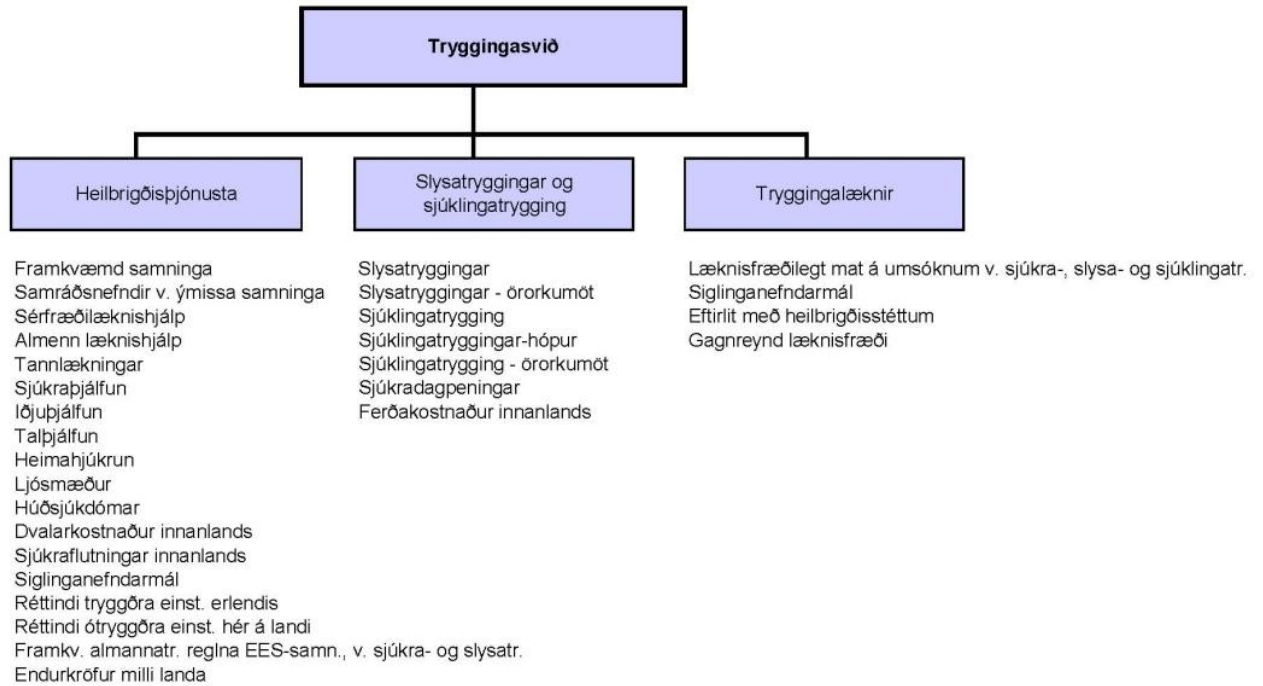 Tryggingasvið
Heilbrigðisþjónusta
Slysatryggingar og
sjúklingatrygging
Tryggingalæknir
Framkvæmd samninga
Samráðsnefndir v. ýmissa samninga
Sérfræðilæknishjálp
Almenn læknishjálp
Tannlækningar
Sjúkraþjálfun
Iðjuþjálfun
Talþjálfun
Heimahjúkrun
Ljósmæður
Húðsjúkdómar
Dvalarkostnaður innanlands
Sjúkraflutningar innanlands
Siglinganefndarmál
Réttindi tryggðra einst. erlendis
Réttindi ótryggðra einst. hér á landi
Framkv. almannatr. reglna EES-samn., v. sjúkra- og slysatr.
Endurkröfur milli landa
Slysatryggingar
Slysatryggingar - örorkumöt
Sjúklingatrygging
Sjúklingatryggingar-hópur
Sjúklingatrygging - örorkumöt
Sjúkradagpeningar
Ferðakostnaður innanlands
Læknisfræðilegt mat á umsóknum v. sjúkra-, slysa- og sjúklingatr.
Siglinganefndarmál
Eftirlit með heilbrigðisstéttum
Gagnreynd læknisfræði